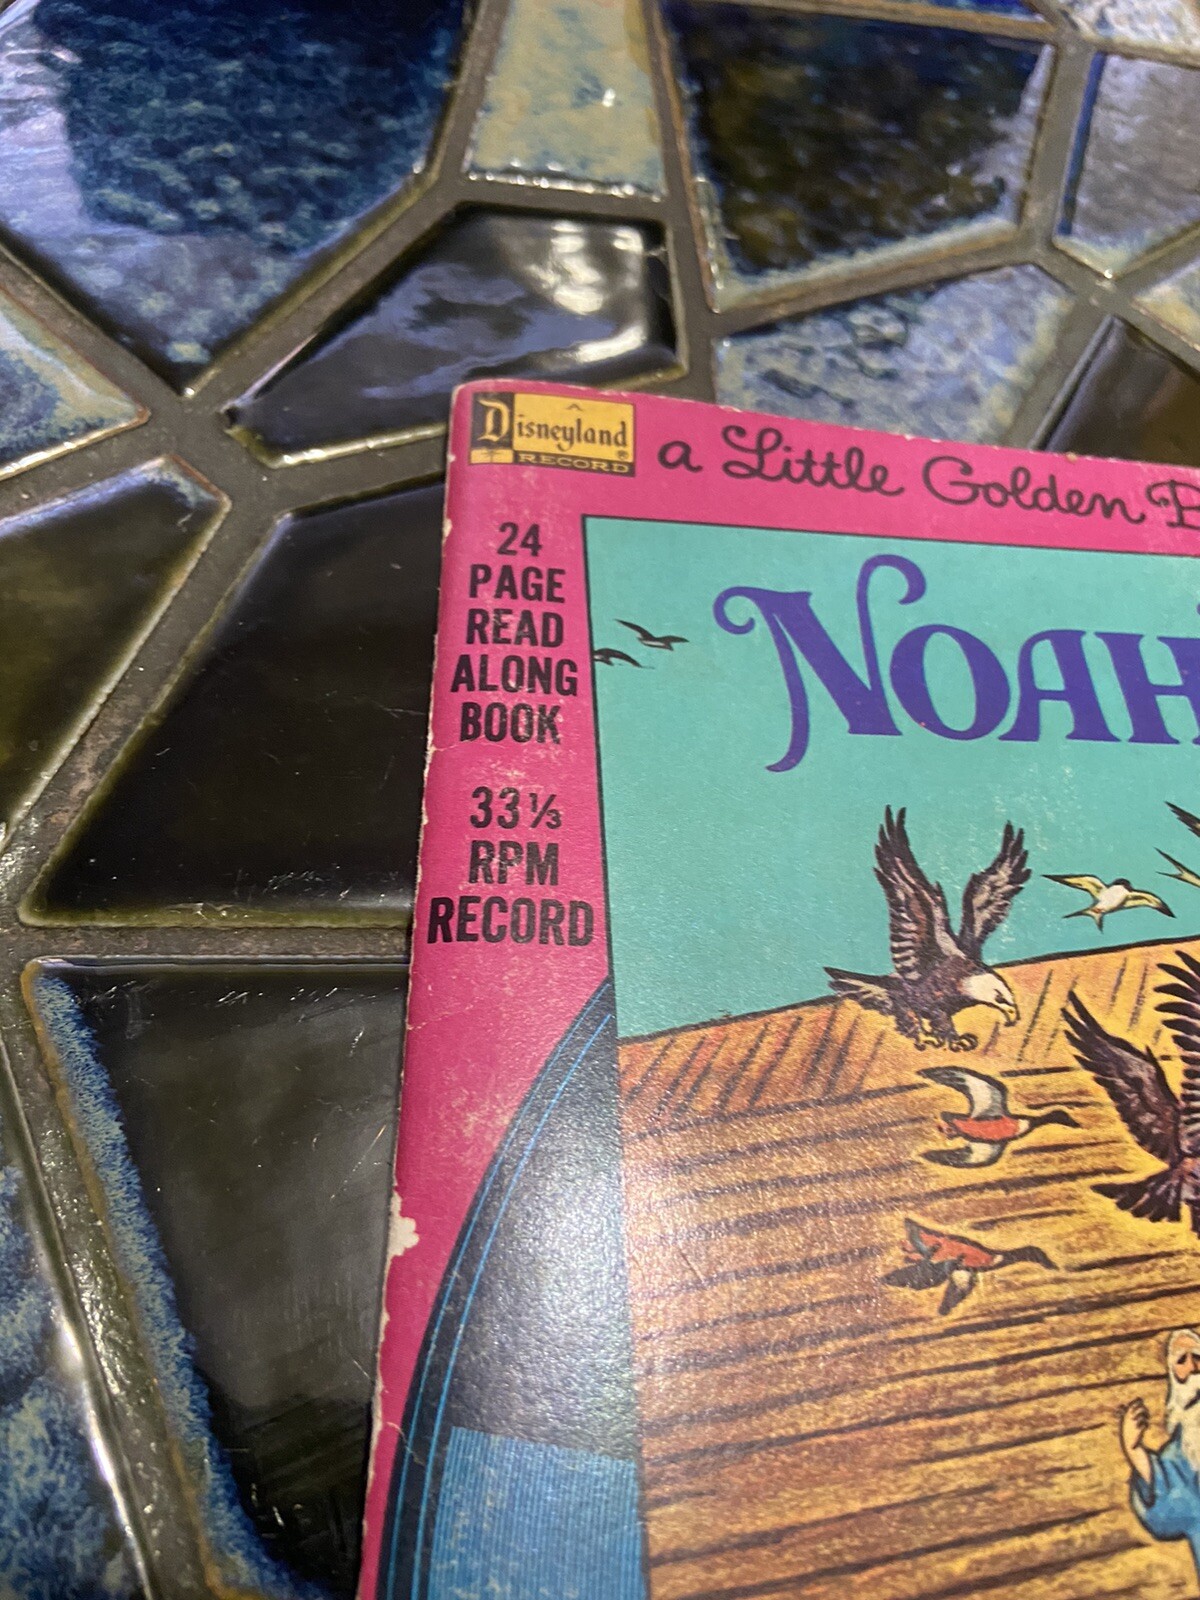 A
Disneyland®
RECORD
a Little Golden B
24
PAGE
READ
ALONG
BOOK
33⅓
RPM
RECORD
NOAH